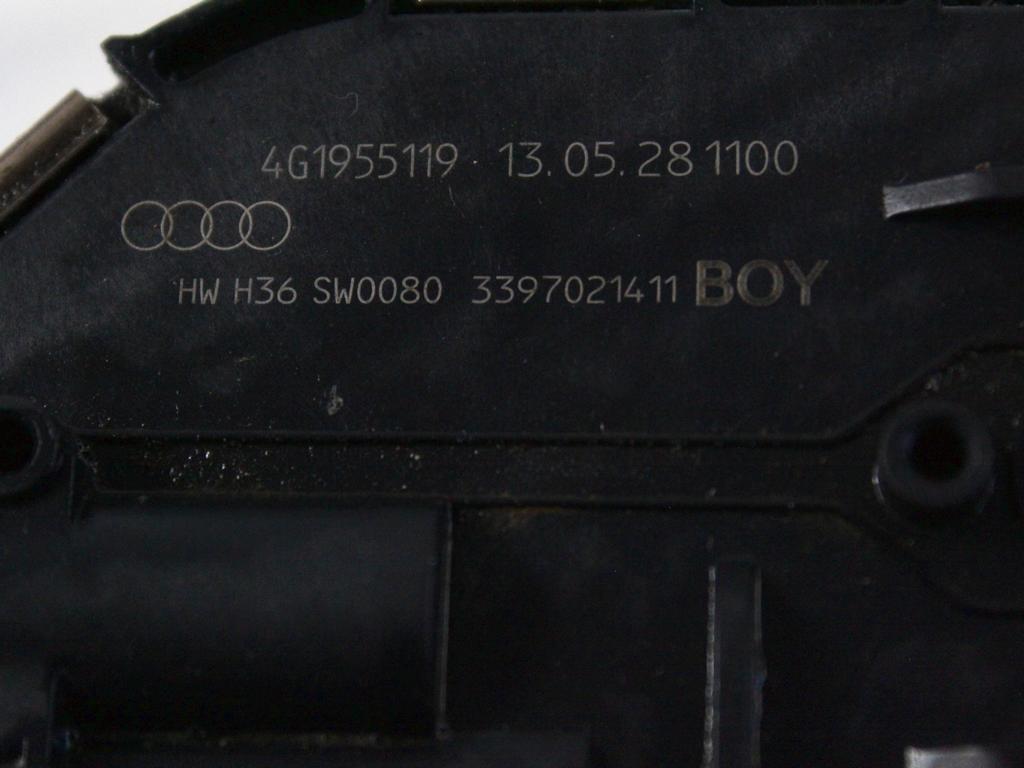 4G1955119 · 13.05.28 1100
HW H36 SW0080 3397021411 BOY